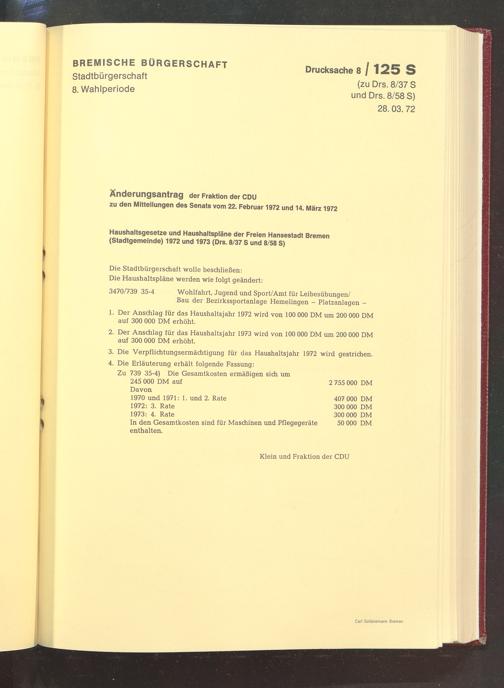 BREMISCHE BÜRGERSCHAFT
Stadtbürgerschaft
8. Wahlperiode
Drucksache 8 / 125 S
(zu Drs. 8/37 S
und Drs. 8/58 S)
28. 03. 72
Änderungsantrag der Fraktion der CDU
zu den Mitteilungen des Senats vom 22. Februar 1972 und 14. März 1972
Haushaltsgesetze und Haushaltspläne der Freien Hansestadt Bremen
(Stadtgemeinde) 1972 und 1973 (Drs. 8/37 S und 8/58 S)
Die Stadtbürgerschaft wolle beschließen:
Die Haushaltspläne werden wie folgt geändert:
3470/739 35-4 Wohlfahrt, Jugend und Sport/Amt für Leibesübungen/
Bau der Bezirkssportanlage Hemelingen – Platzanlagen –
1. Der Anschlag für das Haushaltsjahr 1972 wird von 100 000 DM um 200 000 DM
auf 300 000 DM erhöht.
2. Der Anschlag für das Haushaltsjahr 1973 wird von 100 000 DM um 200 000 DM
auf 300 000 DM erhöht.
3. Die Verpflichtungsermächtigung für das Haushaltsjahr 1972 wird gestrichen.
4. Die Erläuterung erhält folgende Fassung:
Zu 739 35-4) Die Gesamtkosten ermäßigen sich um
245 000 DM auf 2 755 000 DM
Davon
1970 und 1971: 1. und 2. Rate 407 000 DM
1972: 3. Rate 300 000 DM
1973: 4. Rate 300 000 DM
In den Gesamtkosten sind für Maschinen und Pflegegeräte 50 000 DM
enthalten.
Klein und Fraktion der CDU
Carl Schünemann Bremen